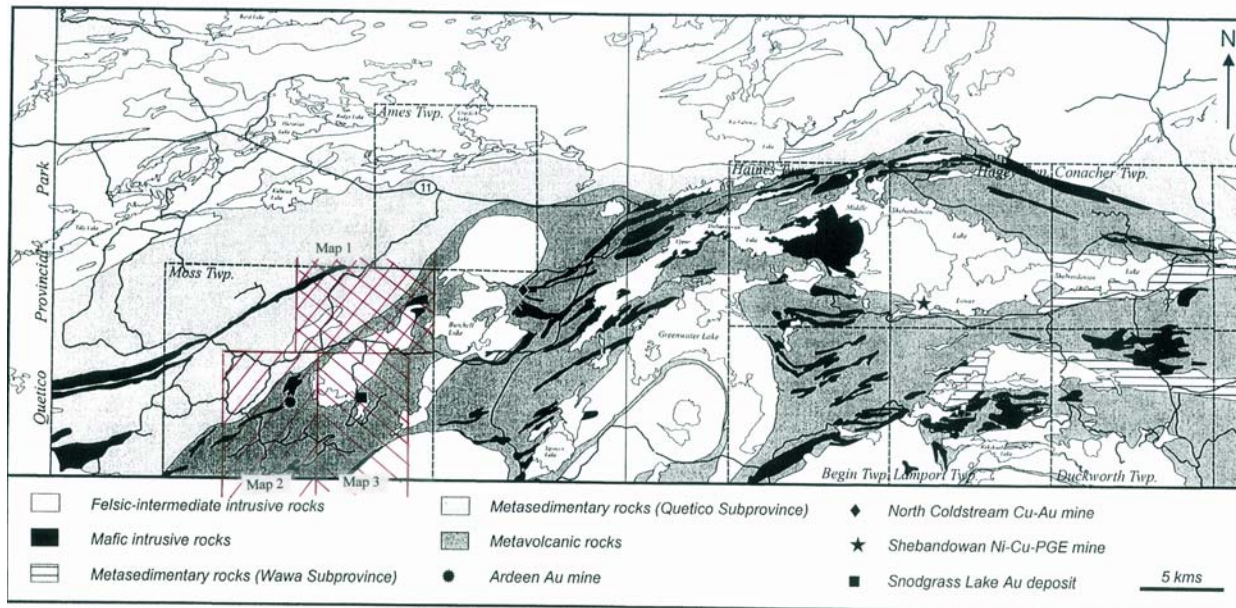 N
Ames Twp.
11
Haines Twp.
Conacher Twp.
Park
Middle
Shebandowan
Lake
Upper
Map 1
Moss Twp.
Provincial
Shebandowan
Lake
Lower
Burchell
Lake
Greenwater Lake
Quetico
Map 2
Map 3
Begin Twp.
Lamport Twp.
Duckworth Twp.
Felsic-intermediate intrusive rocks
Metasedimentary rocks (Quetico Subprovince)
North Coldstream Cu-Au mine
Mafic intrusive rocks
Metavolcanic rocks
Shebandowan Ni-Cu-PGE mine
Metasedimentary rocks (Wawa Subprovince)
Ardeen Au mine
Snodgrass Lake Au deposit
5 kms